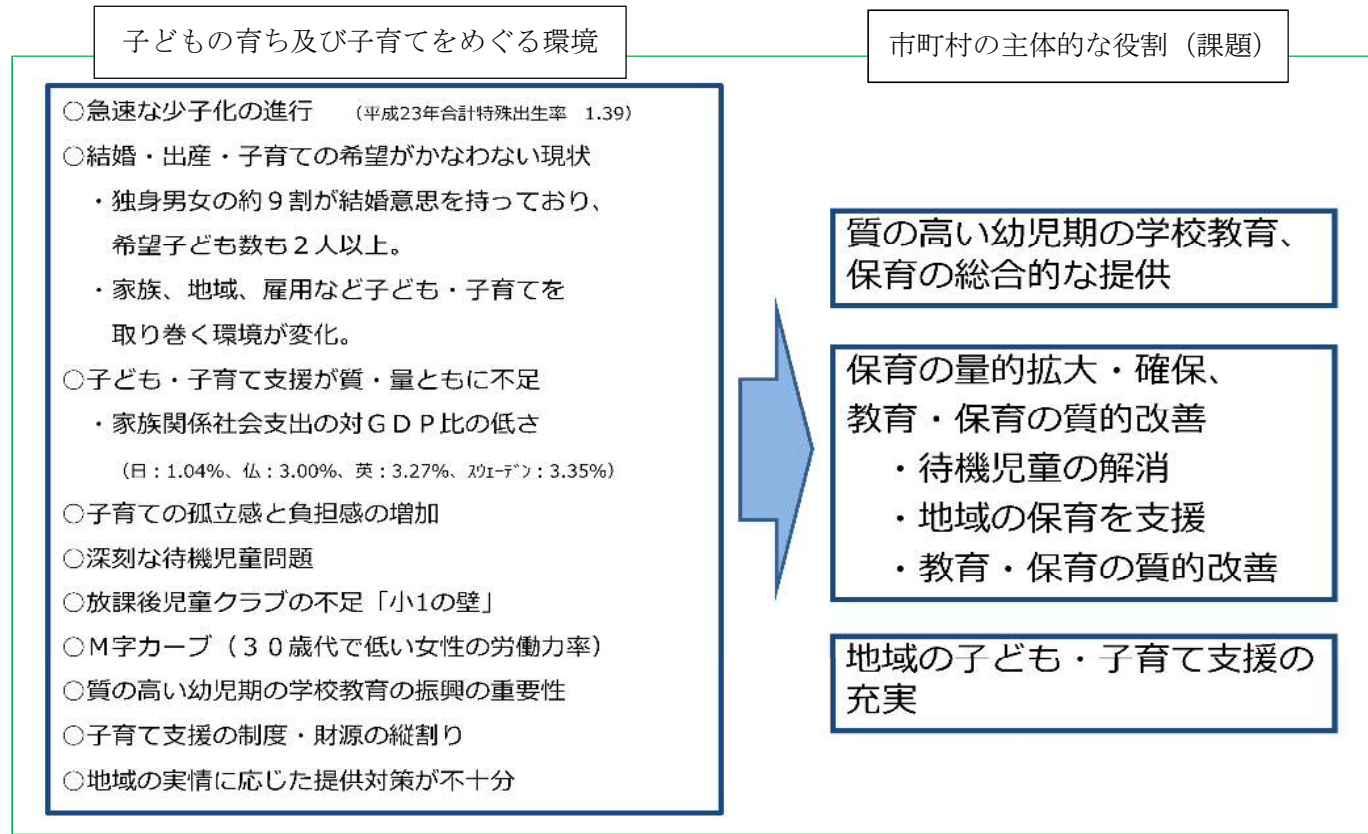 子どもの育ち及び子育てをめぐる環境
○急速な少子化の進行 (平成23年合計特殊出生率 1.39)
○結婚・出産・子育ての希望がかなわない現状
・独身男女の約９割が結婚意思を持っており、
希望子ども数も２人以上。
・家族、地域、雇用など子ども・子育てを
取り巻く環境が変化。
○子ども・子育て支援が質・量ともに不足
・家族関係社会支出の対ＧＤＰ比の低さ
(日：1.04%、仏：3.00%、英：3.27%、ｽｳｪｰﾃﾞﾝ：3.35%)
○子育ての孤立感と負担感の増加
○深刻な待機児童問題
○放課後児童クラブの不足「小1の壁」
○Ｍ字カーブ（３０歳代で低い女性の労働力率）
○質の高い幼児期の学校教育の振興の重要性
○子育て支援の制度・財源の縦割り
○地域の実情に応じた提供対策が不十分
市町村の主体的な役割（課題）
質の高い幼児期の学校教育、
保育の総合的な提供
保育の量的拡大・確保、
教育・保育の質的改善
・待機児童の解消
・地域の保育を支援
・教育・保育の質的改善
地域の子ども・子育て支援の
充実